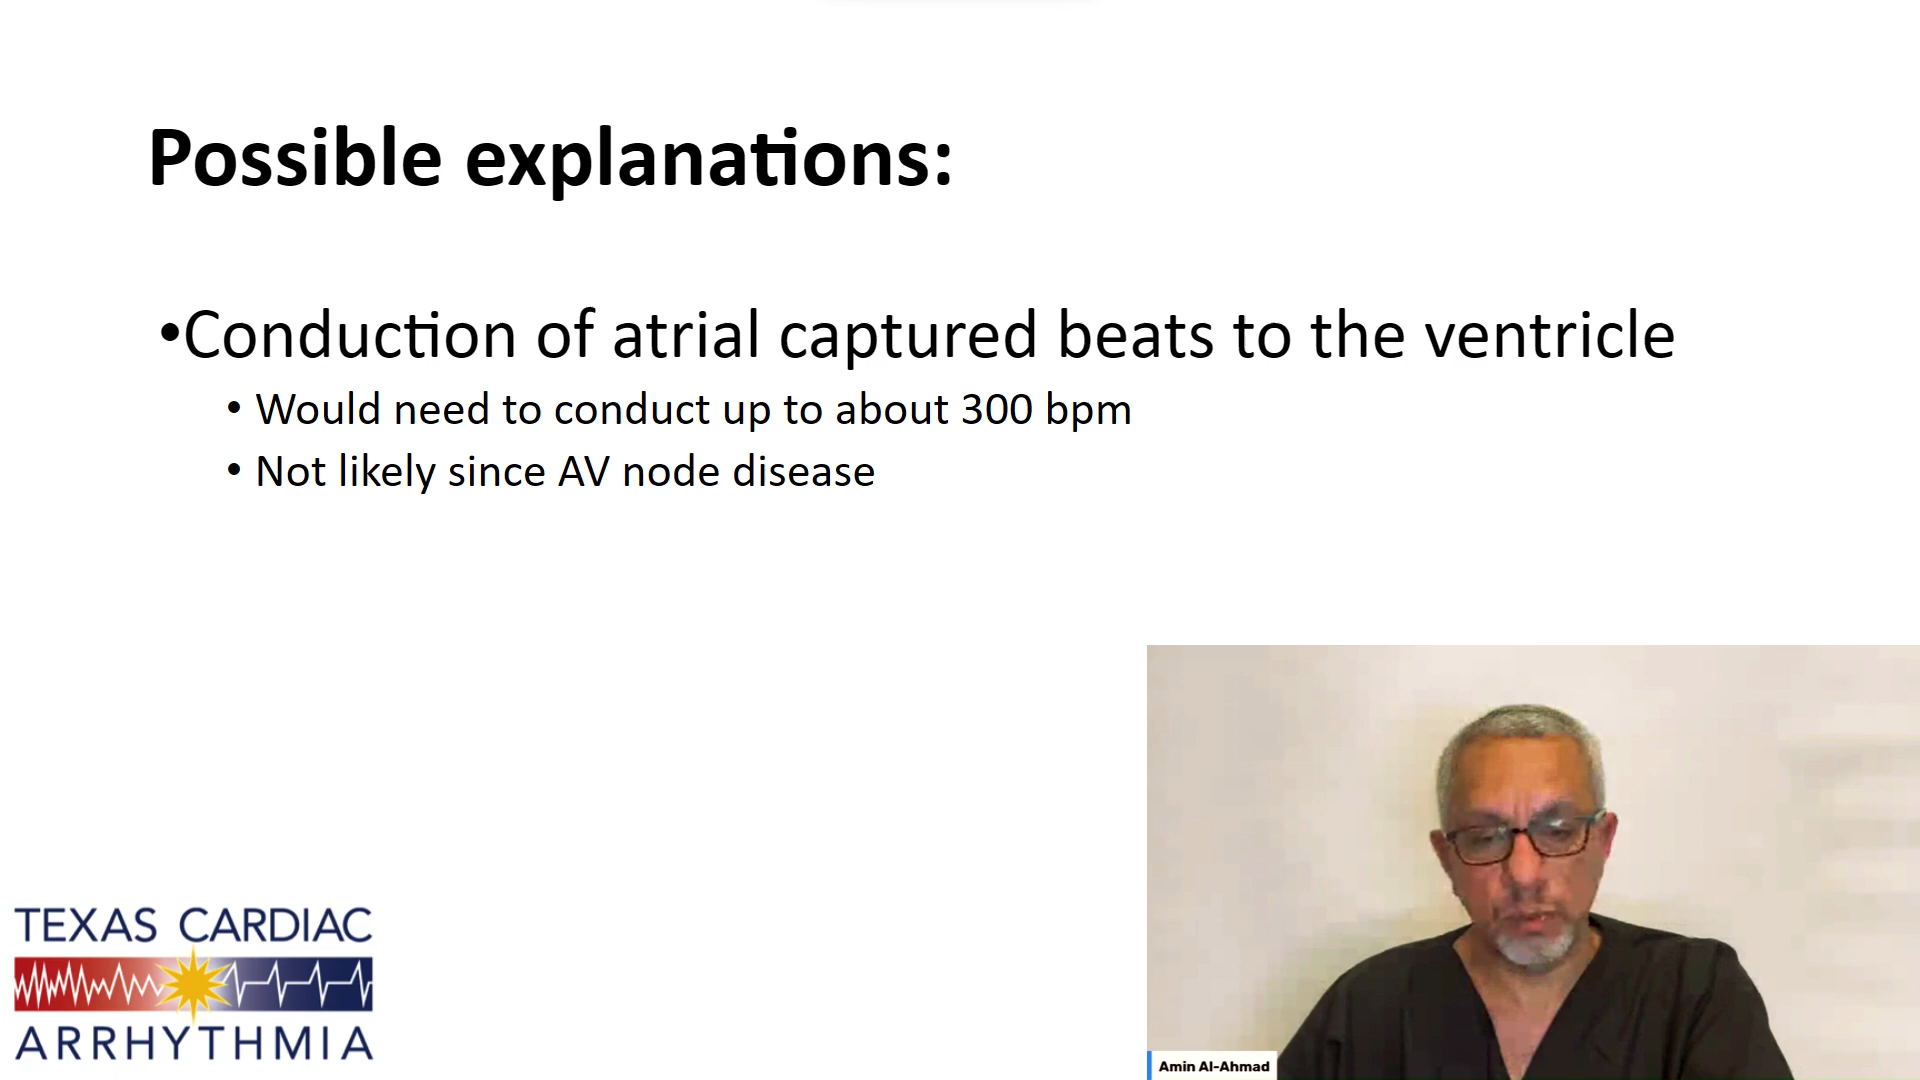 Possible explanations:
•Conduction of atrial captured beats to the ventricle
• Would need to conduct up to about 300 bpm
• Not likely since AV node disease
TEXAS CARDIAC
ARRHYTHMIA
Amin Al-Ahmad